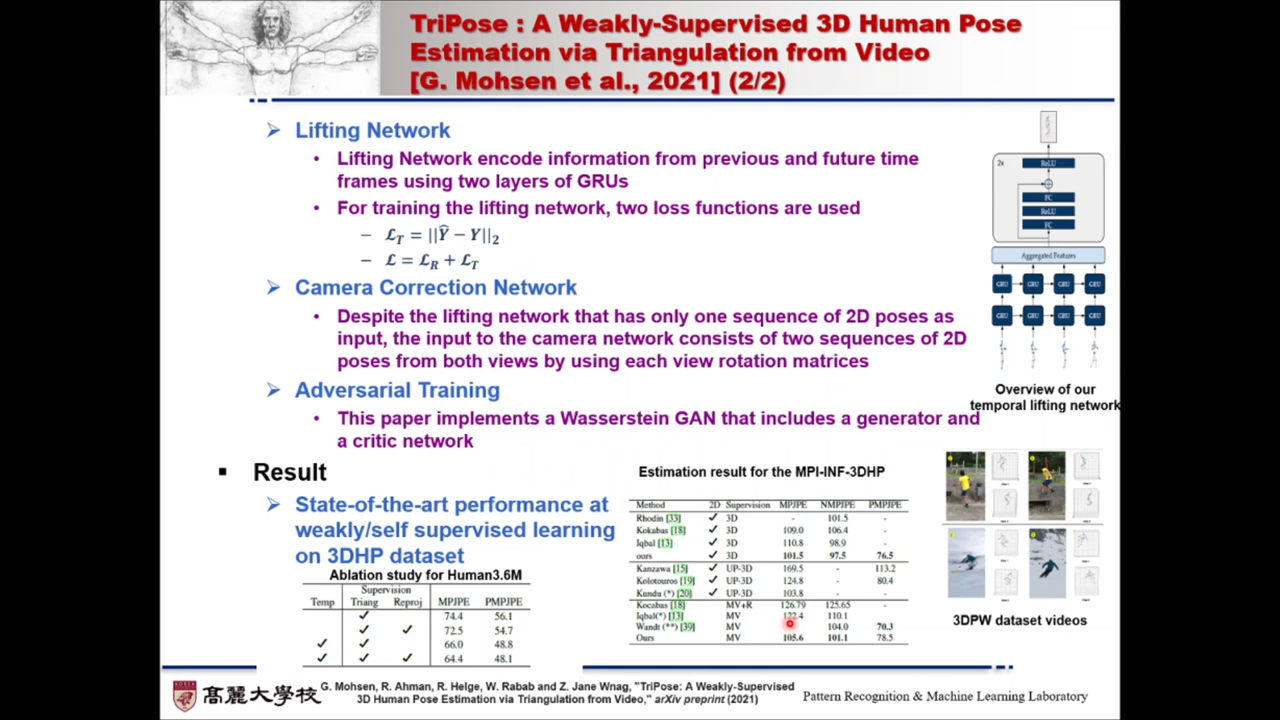 TriPose : A Weakly-Supervised 3D Human Pose
Estimation via Triangulation from Video
[G. Mohsen et al., 2021] (2/2)
➢ Lifting Network
• Lifting Network encode information from previous and future time
frames using two layers of GRUs
• For training the lifting network, two loss functions are used
– ℒ_T = ||Ŷ − Y||₂
– ℒ = ℒ_R + ℒ_T
➢ Camera Correction Network
• Despite the lifting network that has only one sequence of 2D poses as
input, the input to the camera network consists of two sequences of 2D
poses from both views by using each view rotation matrices
➢ Adversarial Training
• This paper implements a Wasserstein GAN that includes a generator and
a critic network
2x
ReLU
FC
ReLU
FC
Aggregated Features
GRU GRU GRU GRU
GRU GRU GRU GRU
Overview of our
temporal lifting network
▪ Result
➢ State-of-the-art performance at
weakly/self supervised learning
on 3DHP dataset
Ablation study for Human3.6M
Supervision
Temp Triang Reproj MPJPE PMPJPE
✓ 74.4 56.1
✓ ✓ 72.5 54.7
✓ ✓ 66.0 48.8
✓ ✓ ✓ 64.4 48.1
Estimation result for the MPI-INF-3DHP
Method 2D Supervision MPJPE NMPJPE PMPJPE
Rhodin [33] ✓ 3D - 101.5 -
Kokabas [18] ✓ 3D 109.0 106.4 -
Iqbal [13] ✓ 3D 110.8 98.9 -
ours ✓ 3D 101.5 97.5 76.5
Kanzawa [15] ✓ UP-3D 169.5 - 113.2
Kolotouros [19] ✓ UP-3D 124.8 - 80.4
Kundu (*) [20] ✓ UP-3D 103.8 -
Kocabas [18] MV+R 126.79 125.65 -
Iqbal(*) [13] MV 122.4 110.1
Wandt (**) [39] MV 104.0 70.3
Ours MV 105.6 101.1 78.5
3DPW dataset videos
高麗大學校
G. Mohsen, R. Ahman, R. Helge, W. Rabab and Z. Jane Wnag, "TriPose: A Weakly-Supervised
3D Human Pose Estimation via Triangulation from Video," arXiv preprint (2021)
Pattern Recognition & Machine Learning Laboratory